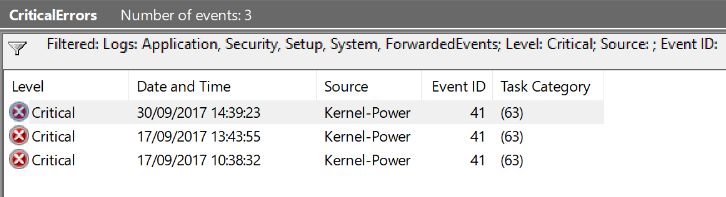 CriticalErrors Number of events: 3
Filtered: Logs: Application, Security, Setup, System, ForwardedEvents; Level: Critical; Source: ; Event ID:
Level Date and Time Source Event ID Task Category
Critical 30/09/2017 14:39:23 Kernel-Power 41 (63)
Critical 17/09/2017 13:43:55 Kernel-Power 41 (63)
Critical 17/09/2017 10:38:32 Kernel-Power 41 (63)